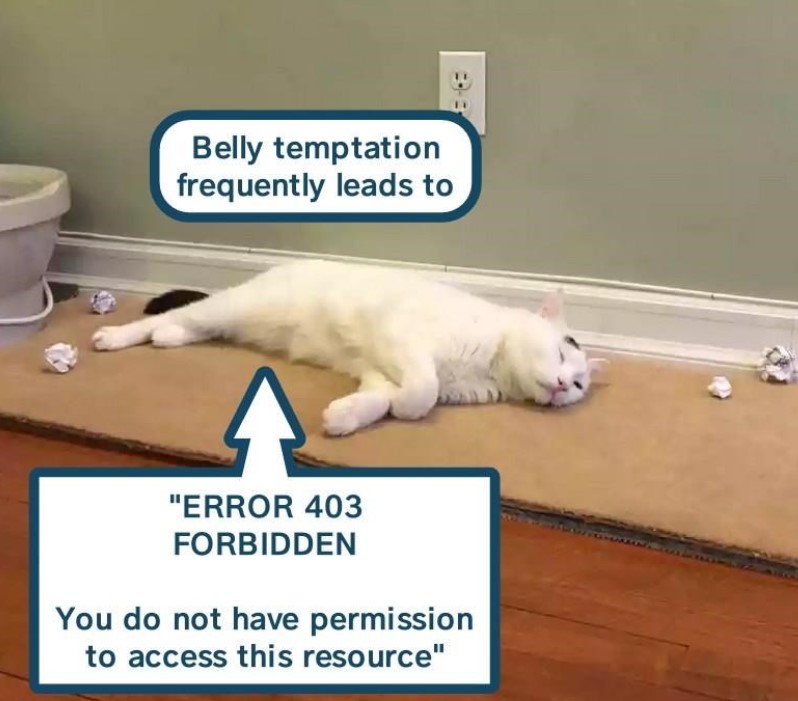 Belly temptation
frequently leads to
"ERROR 403
FORBIDDEN
You do not have permission
to access this resource"